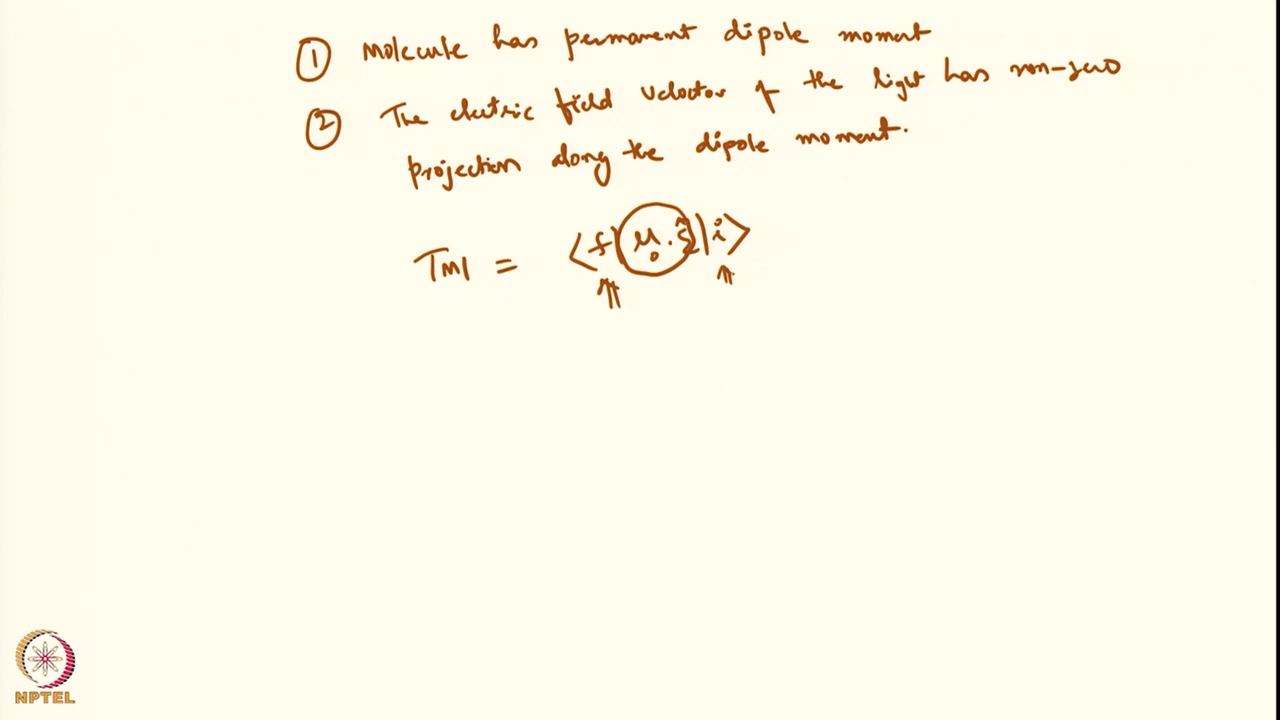 ① Molecule has permanent dipole moment
② The electric field vector of the light has non-zero
projection along the dipole moment.
TMI = ⟨f|μ₀.ε̂|i⟩
NPTEL